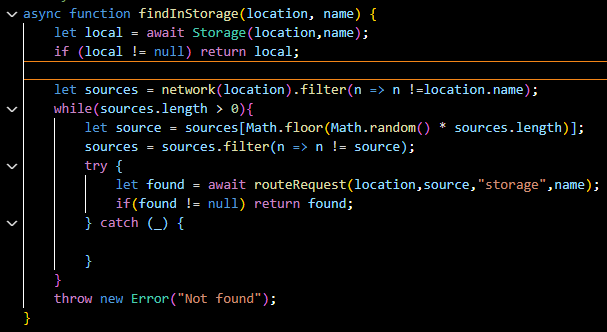 async function findInStorage(location, name) {
    let local = await Storage(location,name);
    if (local != null) return local;

    let sources = network(location).filter(n => n !=location.name);
    while(sources.length > 0){
        let source = sources[Math.floor(Math.random() * sources.length)];
        sources = sources.filter(n => n != source);
        try {
            let found = await routeRequest(location,source,"storage",name);
            if(found != null) return found;
        } catch (_) {

        }
    }
    throw new Error("Not found");
}